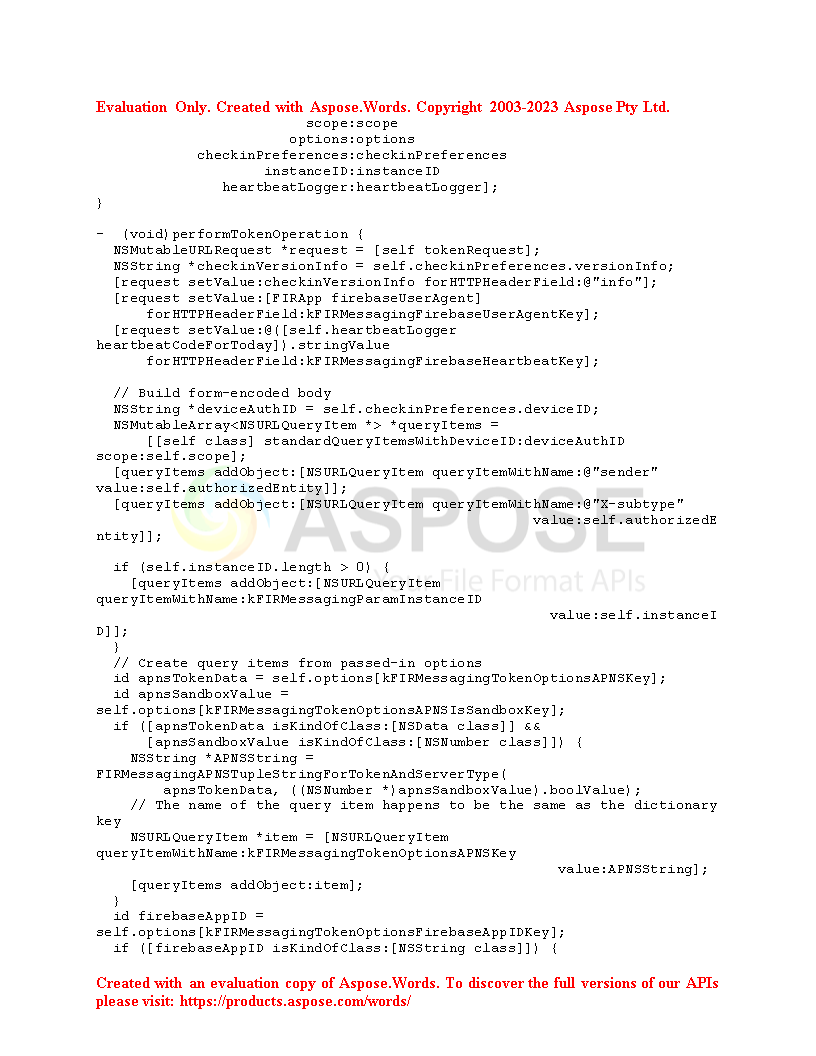 Evaluation Only. Created with Aspose.Words. Copyright 2003-2023 Aspose Pty Ltd.
                         scope:scope
                       options:options
            checkinPreferences:checkinPreferences
                    instanceID:instanceID
               heartbeatLogger:heartbeatLogger];
}

-  (void)performTokenOperation {
  NSMutableURLRequest *request = [self tokenRequest];
  NSString *checkinVersionInfo = self.checkinPreferences.versionInfo;
  [request setValue:checkinVersionInfo forHTTPHeaderField:@"info"];
  [request setValue:[FIRApp firebaseUserAgent]
      forHTTPHeaderField:kFIRMessagingFirebaseUserAgentKey];
  [request setValue:@([self.heartbeatLogger
heartbeatCodeForToday]).stringValue
      forHTTPHeaderField:kFIRMessagingFirebaseHeartbeatKey];

  // Build form-encoded body
  NSString *deviceAuthID = self.checkinPreferences.deviceID;
  NSMutableArray<NSURLQueryItem *> *queryItems =
      [[self class] standardQueryItemsWithDeviceID:deviceAuthID
scope:self.scope];
  [queryItems addObject:[NSURLQueryItem queryItemWithName:@"sender"
value:self.authorizedEntity]];
  [queryItems addObject:[NSURLQueryItem queryItemWithName:@"X-subtype"
                                                    value:self.authorizedE
ntity]];
ASPOSE
Your File Format APIs

  if (self.instanceID.length > 0) {
    [queryItems addObject:[NSURLQueryItem
queryItemWithName:kFIRMessagingParamInstanceID
                                                      value:self.instanceI
D]];
  }
  // Create query items from passed-in options
  id apnsTokenData = self.options[kFIRMessagingTokenOptionsAPNSKey];
  id apnsSandboxValue =
self.options[kFIRMessagingTokenOptionsAPNSIsSandboxKey];
  if ([apnsTokenData isKindOfClass:[NSData class]] &&
      [apnsSandboxValue isKindOfClass:[NSNumber class]]) {
    NSString *APNSString =
FIRMessagingAPNSTupleStringForTokenAndServerType(
        apnsTokenData, ((NSNumber *)apnsSandboxValue).boolValue);
    // The name of the query item happens to be the same as the dictionary
key
    NSURLQueryItem *item = [NSURLQueryItem
queryItemWithName:kFIRMessagingTokenOptionsAPNSKey
                                                       value:APNSString];
    [queryItems addObject:item];
  }
  id firebaseAppID =
self.options[kFIRMessagingTokenOptionsFirebaseAppIDKey];
  if ([firebaseAppID isKindOfClass:[NSString class]]) {

Created with an evaluation copy of Aspose.Words. To discover the full versions of our APIs
please visit: https://products.aspose.com/words/